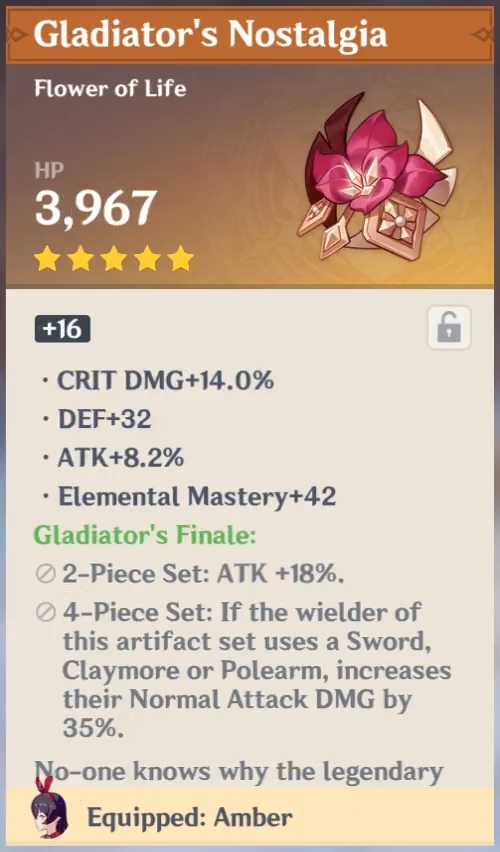 Gladiator's Nostalgia
Flower of Life
HP
3,967
+16
· CRIT DMG+14.0%
· DEF+32
· ATK+8.2%
· Elemental Mastery+42
Gladiator's Finale:
2-Piece Set: ATK +18%.
4-Piece Set: If the wielder of
this artifact set uses a Sword,
Claymore or Polearm, increases
their Normal Attack DMG by
35%.
No-one knows why the legendary
Equipped: Amber